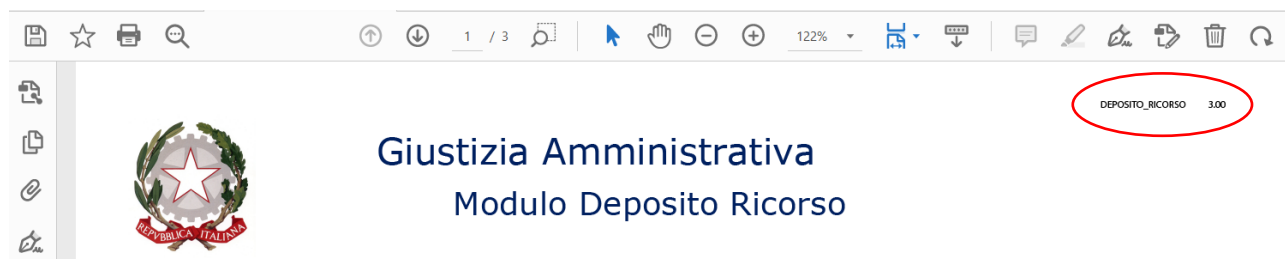 1 / 3
122%
DEPOSITO_RICORSO 3.00
Giustizia Amministrativa
Modulo Deposito Ricorso
REPVBBLICA ITALIANA